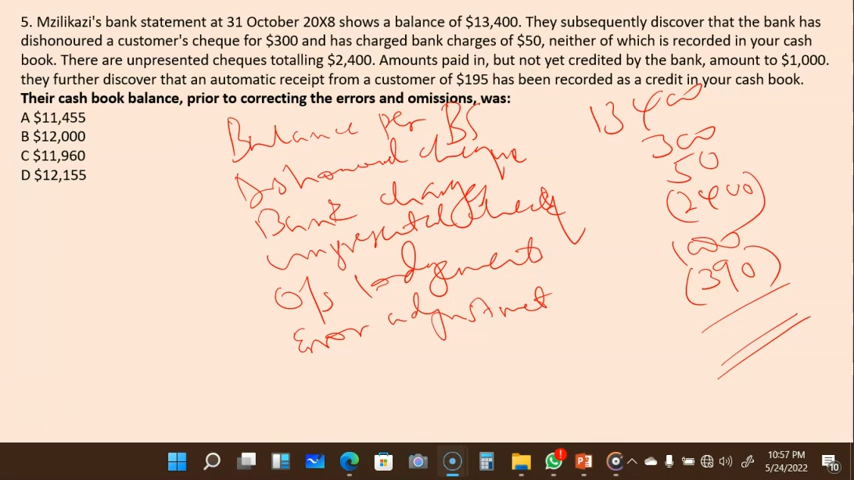 5. Mzilikazi's bank statement at 31 October 20X8 shows a balance of $13,400. They subsequently discover that the bank has
dishonoured a customer's cheque for $300 and has charged bank charges of $50, neither of which is recorded in your cash
book. There are unpresented cheques totalling $2,400. Amounts paid in, but not yet credited by the bank, amount to $1,000.
they further discover that an automatic receipt from a customer of $195 has been recorded as a credit in your cash book.
Their cash book balance, prior to correcting the errors and omissions, was:
A $11,455
B $12,000
C $11,960
D $12,155
Balance per BS 13400
Dishonourd cheque 300
Bank charges 50
unpresented cheques (2400)
O/s lodgments 1000
Error adjustmet (390)
10:57 PM
5/24/2022
10